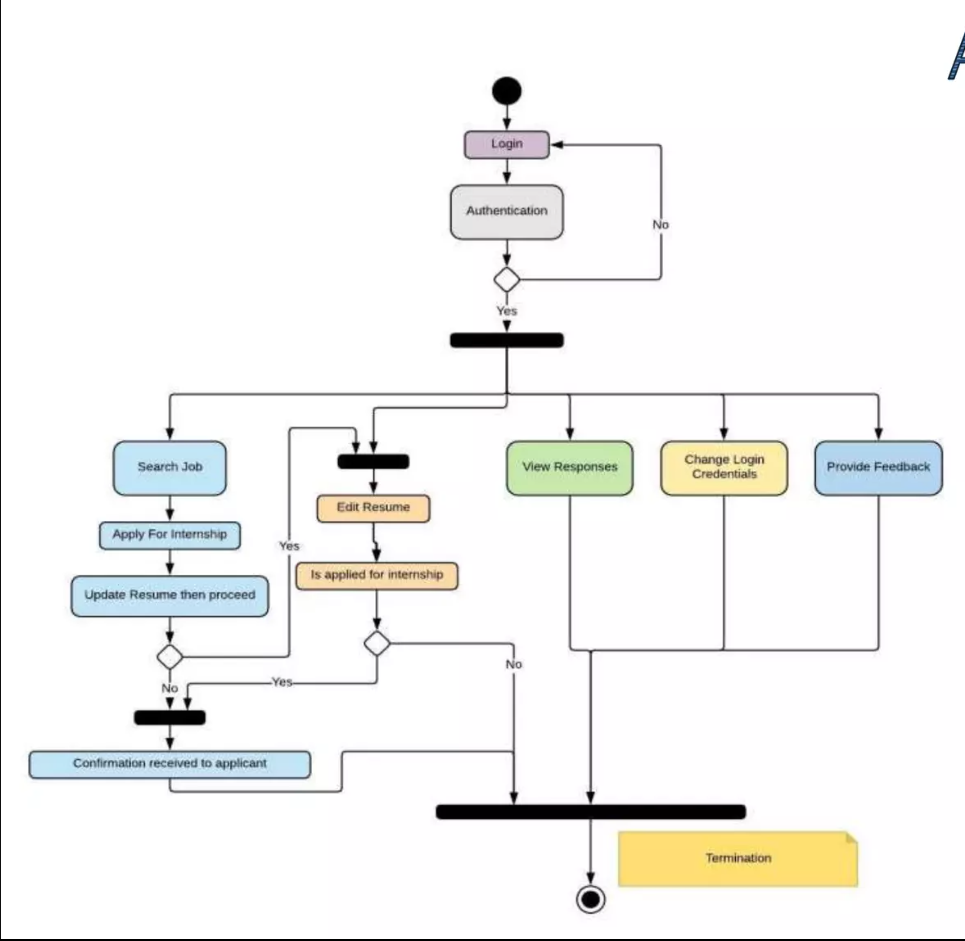 A
Login
Authentication
No
Yes
Search Job
View Responses
Change Login
Credentials
Provide Feedback
Edit Resume
Apply For Internship
Yes
Is applied for internship
Update Resume then proceed
No
Yes
No
Confirmation received to applicant
Termination